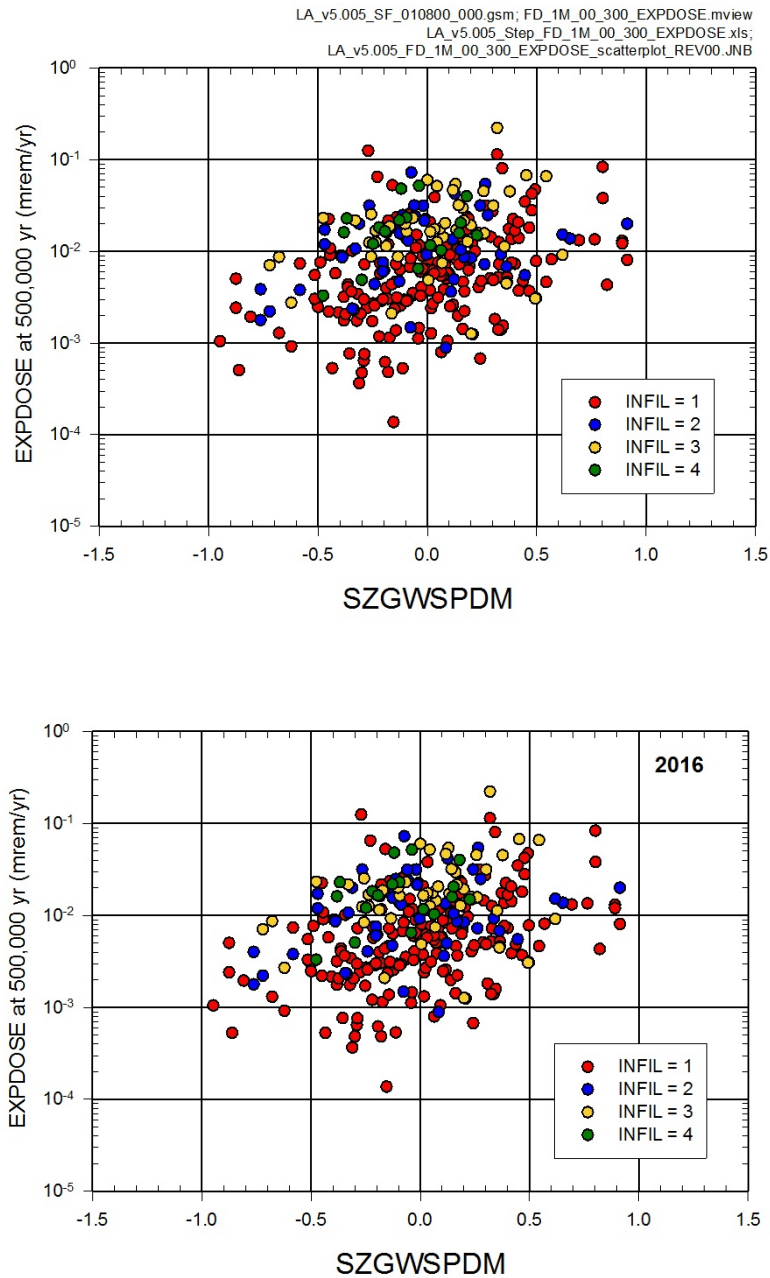 LA_v5.005_SF_010800_000.gsm; FD_1M_00_300_EXPDOSE.mview
LA_v5.005_Step_FD_1M_00_300_EXPDOSE.xls;
LA_v5.005_FD_1M_00_300_EXPDOSE_scatterplot_REV00.JNB
EXPDOSE at 500,000 yr (mrem/yr)
10⁰
10⁻¹
10⁻²
10⁻³
10⁻⁴
10⁻⁵
INFIL = 1
INFIL = 2
INFIL = 3
INFIL = 4
-1.5 -1.0 -0.5 0.0 0.5 1.0 1.5
SZGWSPDM
2016
EXPDOSE at 500,000 yr (mrem/yr)
10⁰
10⁻¹
10⁻²
10⁻³
10⁻⁴
10⁻⁵
INFIL = 1
INFIL = 2
INFIL = 3
INFIL = 4
-1.5 -1.0 -0.5 0.0 0.5 1.0 1.5
SZGWSPDM